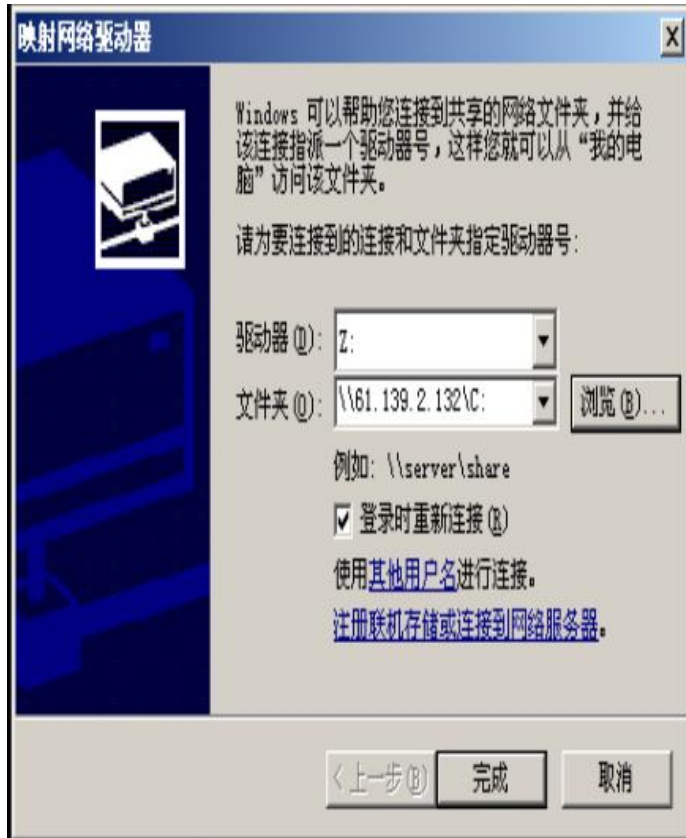 映射网络驱动器
Windows 可以帮助您连接到共享的网络文件夹，并给
该连接指派一个驱动器号，这样您就可以从“我的电
脑”访问该文件夹。
请为要连接到的连接和文件夹指定驱动器号:
驱动器(D): Z:
文件夹(O): \\61.139.2.132\C: 浏览(B)...
例如: \\server\share
登录时重新连接(R)
使用其他用户名进行连接。
注册联机存储或连接到网络服务器。
<上一步(B) 完成 取消